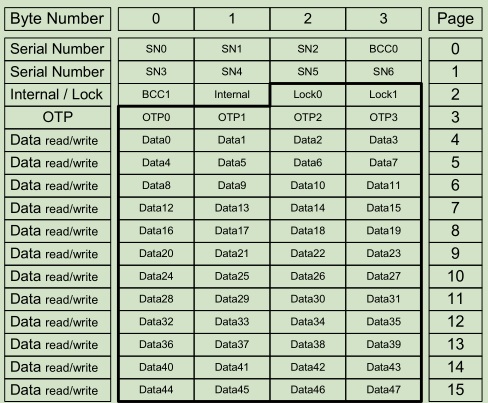 Byte Number 0 1 2 3 Page
Serial Number SN0 SN1 SN2 BCC0 0
Serial Number SN3 SN4 SN5 SN6 1
Internal / Lock BCC1 Internal Lock0 Lock1 2
OTP OTP0 OTP1 OTP2 OTP3 3
Data read/write Data0 Data1 Data2 Data3 4
Data read/write Data4 Data5 Data6 Data7 5
Data read/write Data8 Data9 Data10 Data11 6
Data read/write Data12 Data13 Data14 Data15 7
Data read/write Data16 Data17 Data18 Data19 8
Data read/write Data20 Data21 Data22 Data23 9
Data read/write Data24 Data25 Data26 Data27 10
Data read/write Data28 Data29 Data30 Data31 11
Data read/write Data32 Data33 Data34 Data35 12
Data read/write Data36 Data37 Data38 Data39 13
Data read/write Data40 Data41 Data42 Data43 14
Data read/write Data44 Data45 Data46 Data47 15